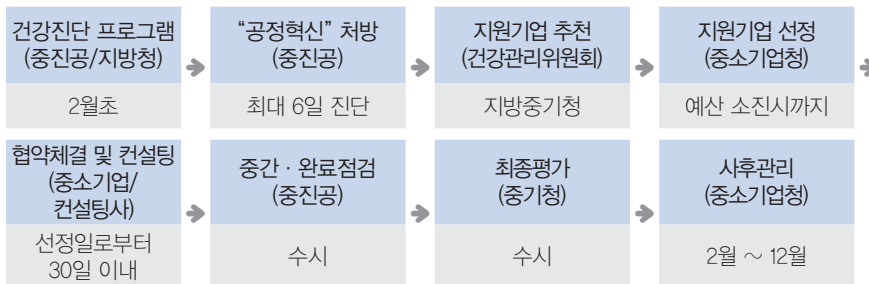 건강진단 프로그램
(중진공/지방청)
2월초
“공정혁신” 처방
(중진공)
최대 6일 진단
지원기업 추천
(건강관리위원회)
지방중기청
지원기업 선정
(중소기업청)
예산 소진시까지
협약체결 및 컨설팅
(중소기업/
컨설팅사)
선정일로부터
30일 이내
중간 · 완료점검
(중진공)
수시
최종평가
(중기청)
수시
사후관리
(중소기업청)
2월 ~ 12월